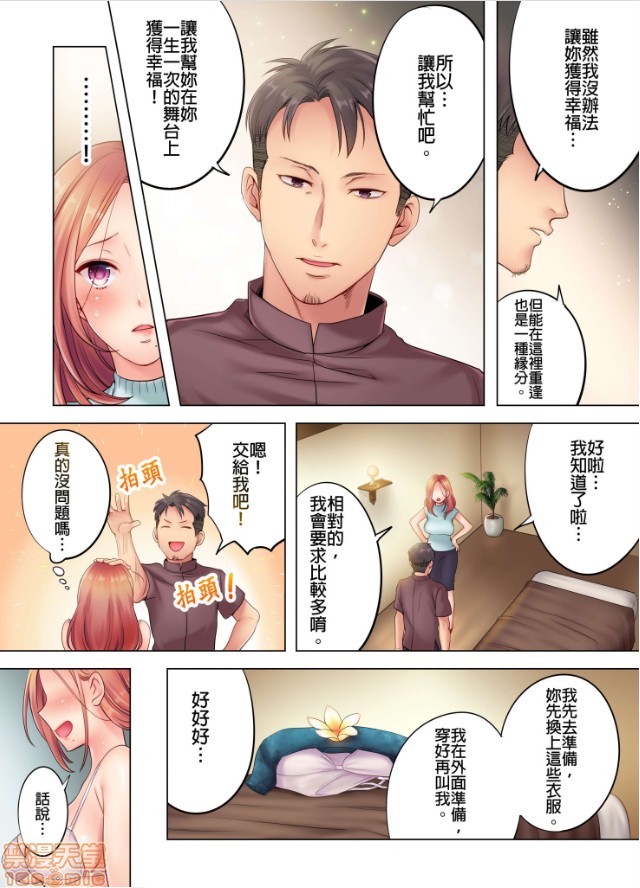 雖然我沒辦法
讓妳獲得幸福…
但能在這裡重逢
也是一種緣分。
所以…
讓我幫忙吧。
讓我幫妳在妳
一生一次的舞台上
獲得幸福！
………！
好啦…
我知道了啦…
相對的，
我會要求比較多唷。
嗯！
交給我吧！
拍頭
拍頭！
真的沒問題嗎…
我先去準備，
妳先換上這些衣服。
我在外面準備，
穿好再叫我。
好好好…
話說…
禁漫天堂
18comic